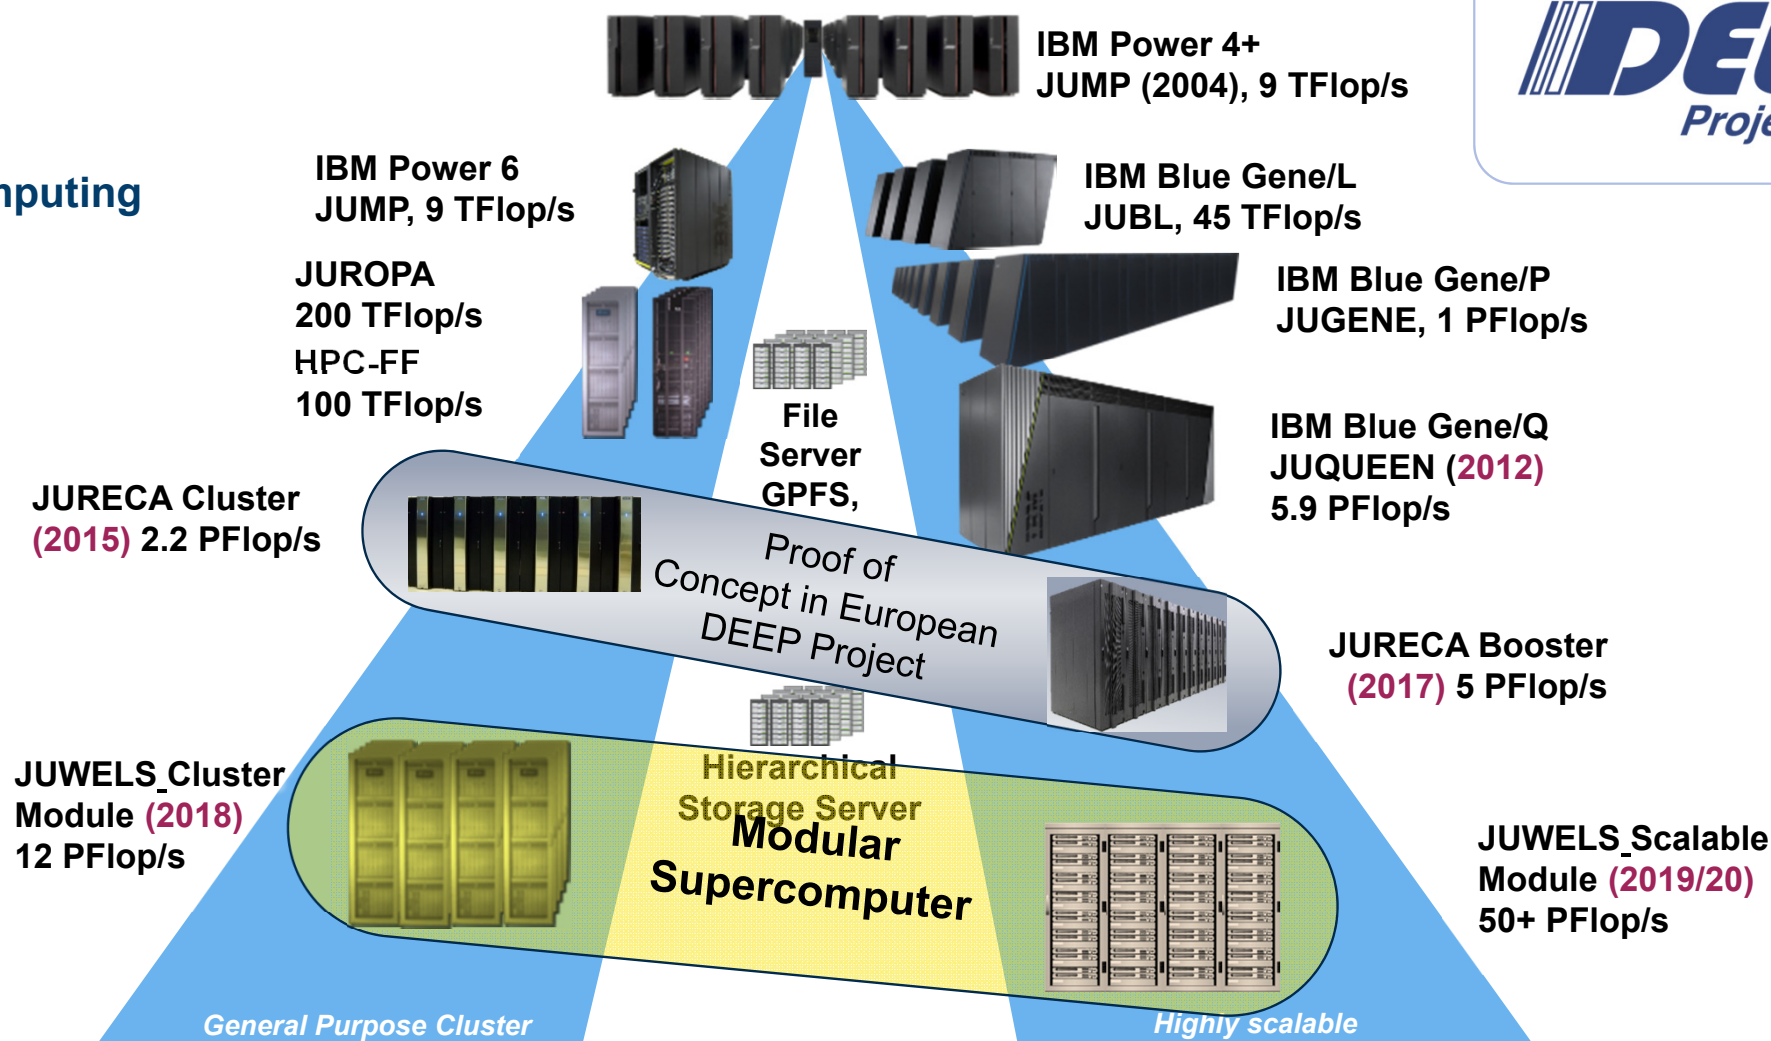 IBM Power 4+
JUMP (2004), 9 TFlop/s
IBM Power 6
JUMP, 9 TFlop/s
IBM Blue Gene/L
JUBL, 45 TFlop/s
JUROPA
200 TFlop/s
HPC-FF
100 TFlop/s
IBM Blue Gene/P
JUGENE, 1 PFlop/s
File
Server
GPFS,
IBM Blue Gene/Q
JUQUEEN (2012)
5.9 PFlop/s
JURECA Cluster
(2015) 2.2 PFlop/s
Proof of
Concept in European
DEEP Project
JURECA Booster
(2017) 5 PFlop/s
JUWELS Cluster
Module (2018)
12 PFlop/s
Hierarchical
Storage Server
Modular
Supercomputer
JUWELS Scalable
Module (2019/20)
50+ PFlop/s
General Purpose Cluster
Highly scalable